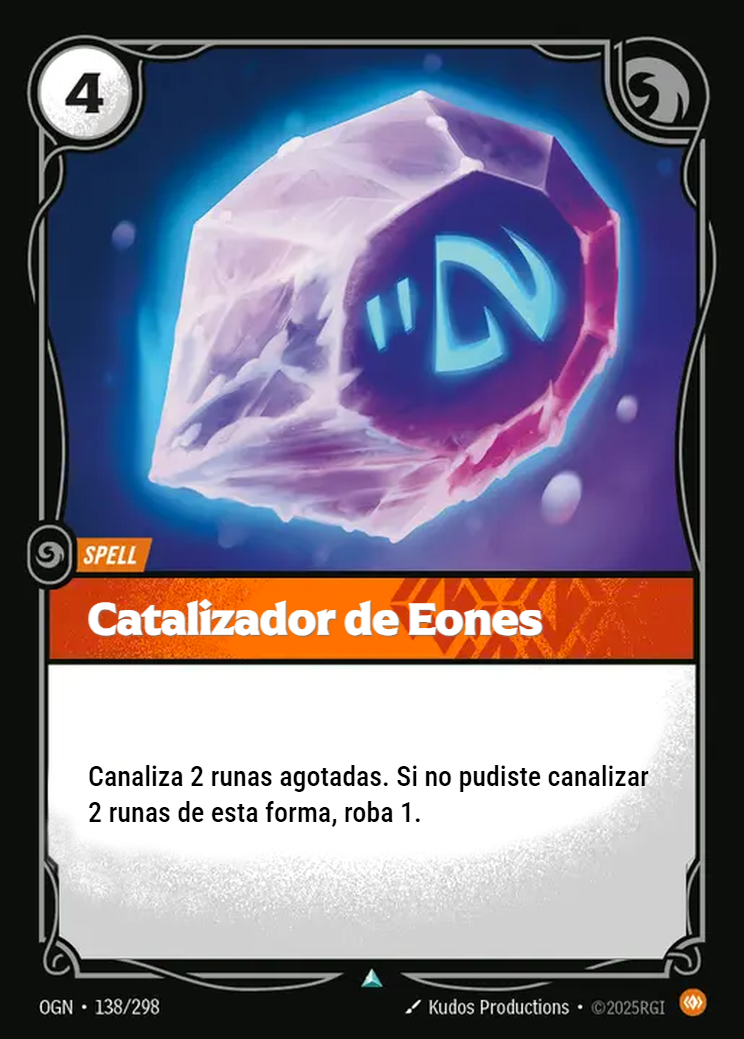 4
SPELL
Catalizador de Eones
Canaliza 2 runas agotadas. Si no pudiste canalizar
2 runas de esta forma, roba 1.
OGN • 138/298
Kudos Productions • ©2025RGI